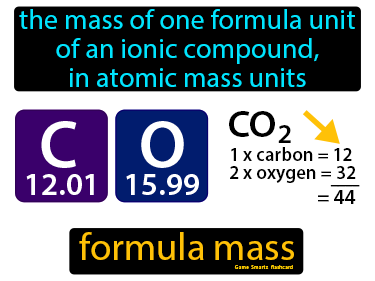 the mass of one formula unit
of an ionic compound,
in atomic mass units
C
12.01
O
15.99
CO₂
1 x carbon = 12
2 x oxygen = 32
= 44
formula mass
Game Smartz flashcard